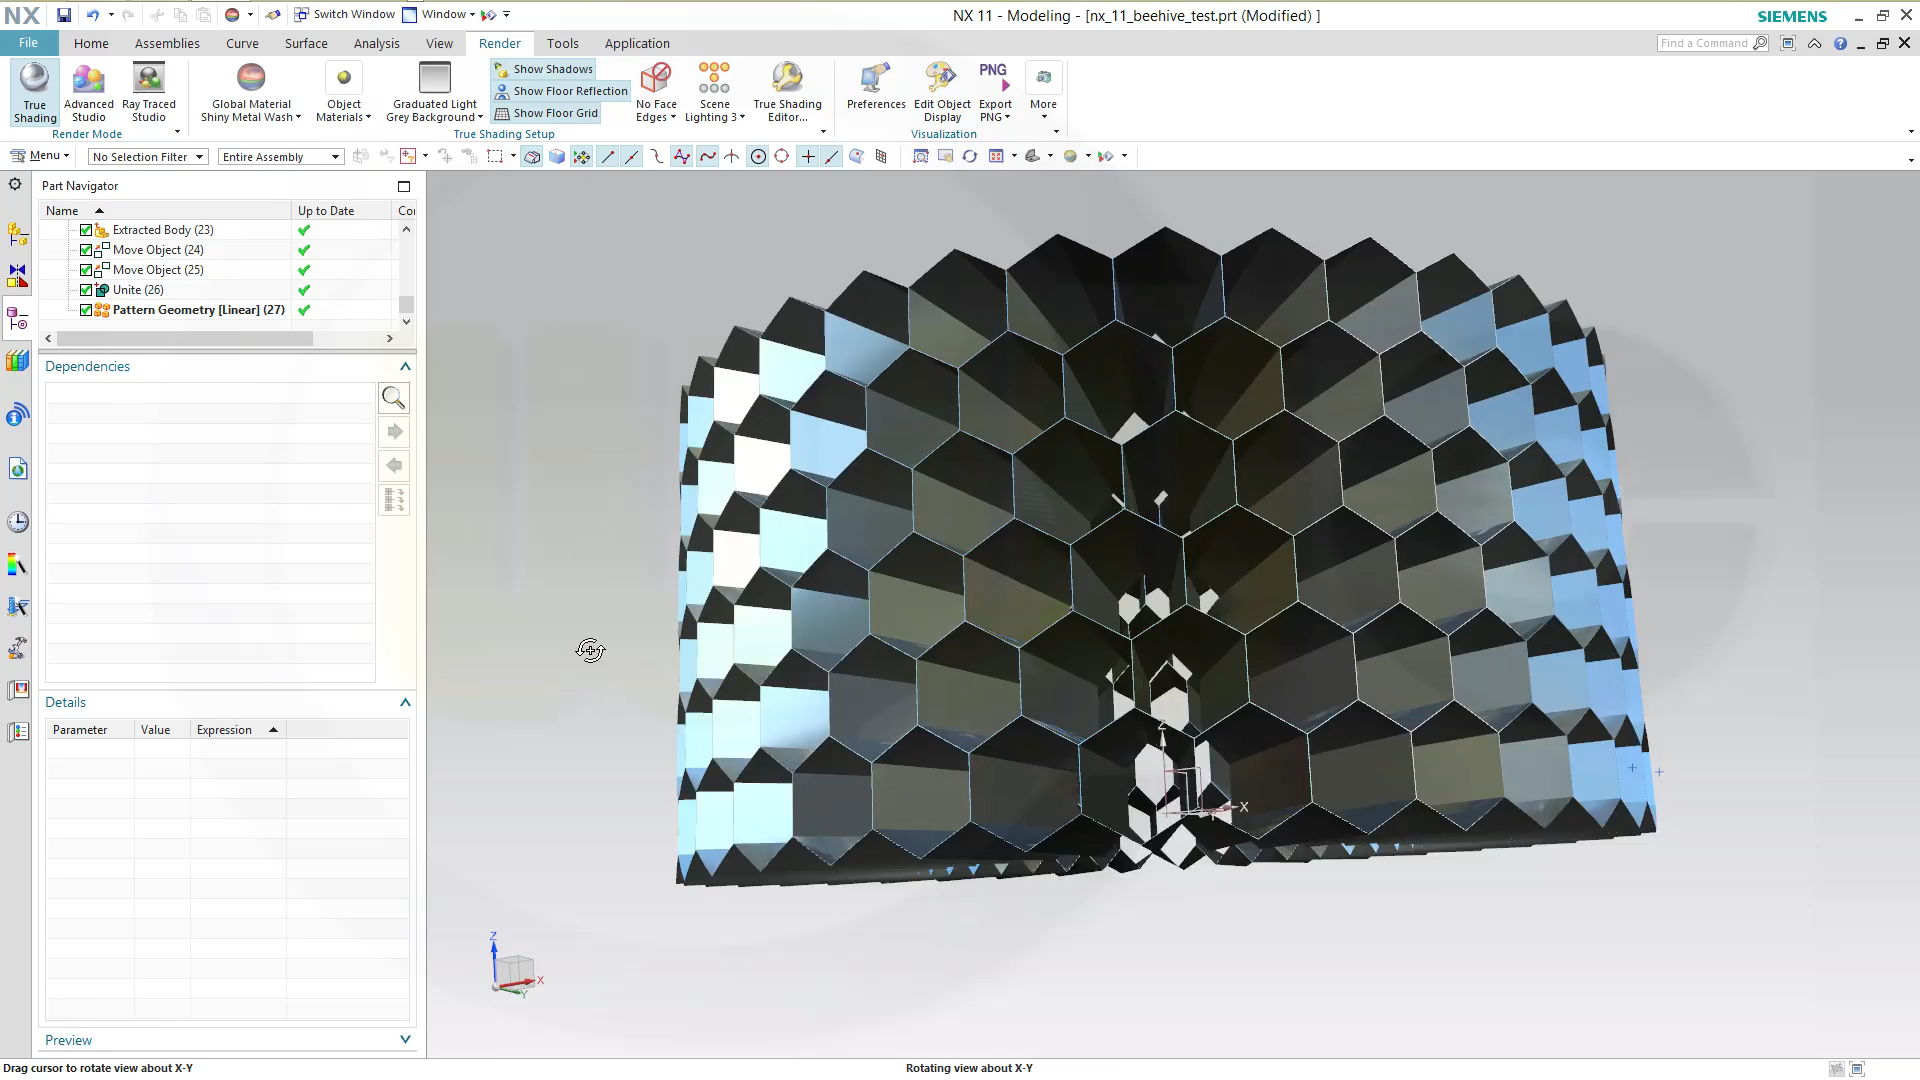 NX
Switch Window
Window
NX 11 - Modeling - [nx_11_beehive_test.prt (Modified) ]
SIEMENS
File
Home
Assemblies
Curve
Surface
Analysis
View
Render
Tools
Application
Find a Command
True Shading
Advanced Studio
Ray Traced Studio
Render Mode
Global Material Shiny Metal Wash
Object Materials
Graduated Light Grey Background
Show Shadows
Show Floor Reflection
Show Floor Grid
No Face Edges
Scene Lighting 3
True Shading Editor...
True Shading Setup
Preferences
Edit Object Display
PNG
Export PNG
More
Visualization
Menu
No Selection Filter
Entire Assembly
Part Navigator
Name
Up to Date
Cor
Extracted Body (23)
Move Object (24)
Move Object (25)
Unite (26)
Pattern Geometry [Linear] (27)
Dependencies
Details
Parameter
Value
Expression
Preview
Z
X
Z
X
Y
Drag cursor to rotate view about X-Y
Rotating view about X-Y